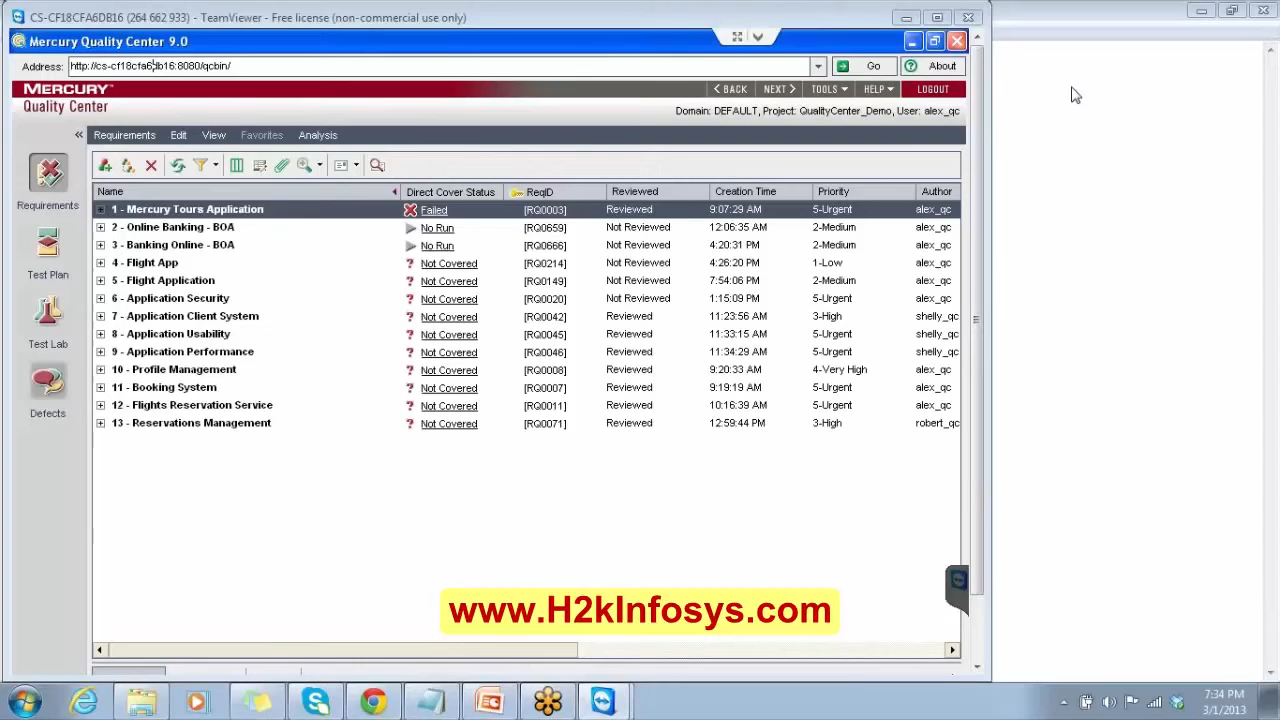 CS-CF18CFA6DB16 (264 662 933) - TeamViewer - Free license (non-commercial use only)
Mercury Quality Center 9.0
Address: http://cs-cf18cfa6db16:8080/qcbin/ Go About
MERCURY
Quality Center
BACK NEXT TOOLS HELP LOGOUT
Domain: DEFAULT, Project: QualityCenter_Demo, User: alex_qc
« Requirements Edit View Favorites Analysis
Requirements
Test Plan
Test Lab
Defects
Name Direct Cover Status ReqID Reviewed Creation Time Priority Author
1 - Mercury Tours Application Failed [RQ0003] Reviewed 9:07:29 AM 5-Urgent alex_qc
2 - Online Banking - BOA No Run [RQ0659] Not Reviewed 12:06:35 AM 2-Medium alex_qc
3 - Banking Online - BOA No Run [RQ0666] Not Reviewed 4:20:31 PM 2-Medium alex_qc
4 - Flight App ? Not Covered [RQ0214] Not Reviewed 4:26:20 PM 1-Low alex_qc
5 - Flight Application ? Not Covered [RQ0149] Not Reviewed 7:54:06 PM 2-Medium alex_qc
6 - Application Security ? Not Covered [RQ0020] Not Reviewed 1:15:09 PM 5-Urgent alex_qc
7 - Application Client System ? Not Covered [RQ0042] Reviewed 11:23:56 AM 3-High shelly_qc
8 - Application Usability ? Not Covered [RQ0045] Reviewed 11:33:15 AM 5-Urgent shelly_qc
9 - Application Performance ? Not Covered [RQ0046] Reviewed 11:34:29 AM 5-Urgent shelly_qc
10 - Profile Management ? Not Covered [RQ0008] Reviewed 9:20:33 AM 4-Very High alex_qc
11 - Booking System ? Not Covered [RQ0007] Reviewed 9:19:19 AM 5-Urgent alex_qc
12 - Flights Reservation Service ? Not Covered [RQ0011] Reviewed 10:16:39 AM 5-Urgent alex_qc
13 - Reservations Management ? Not Covered [RQ0071] Reviewed 12:59:44 PM 3-High robert_qc
www.H2kInfosys.com
7:34 PM
3/1/2013